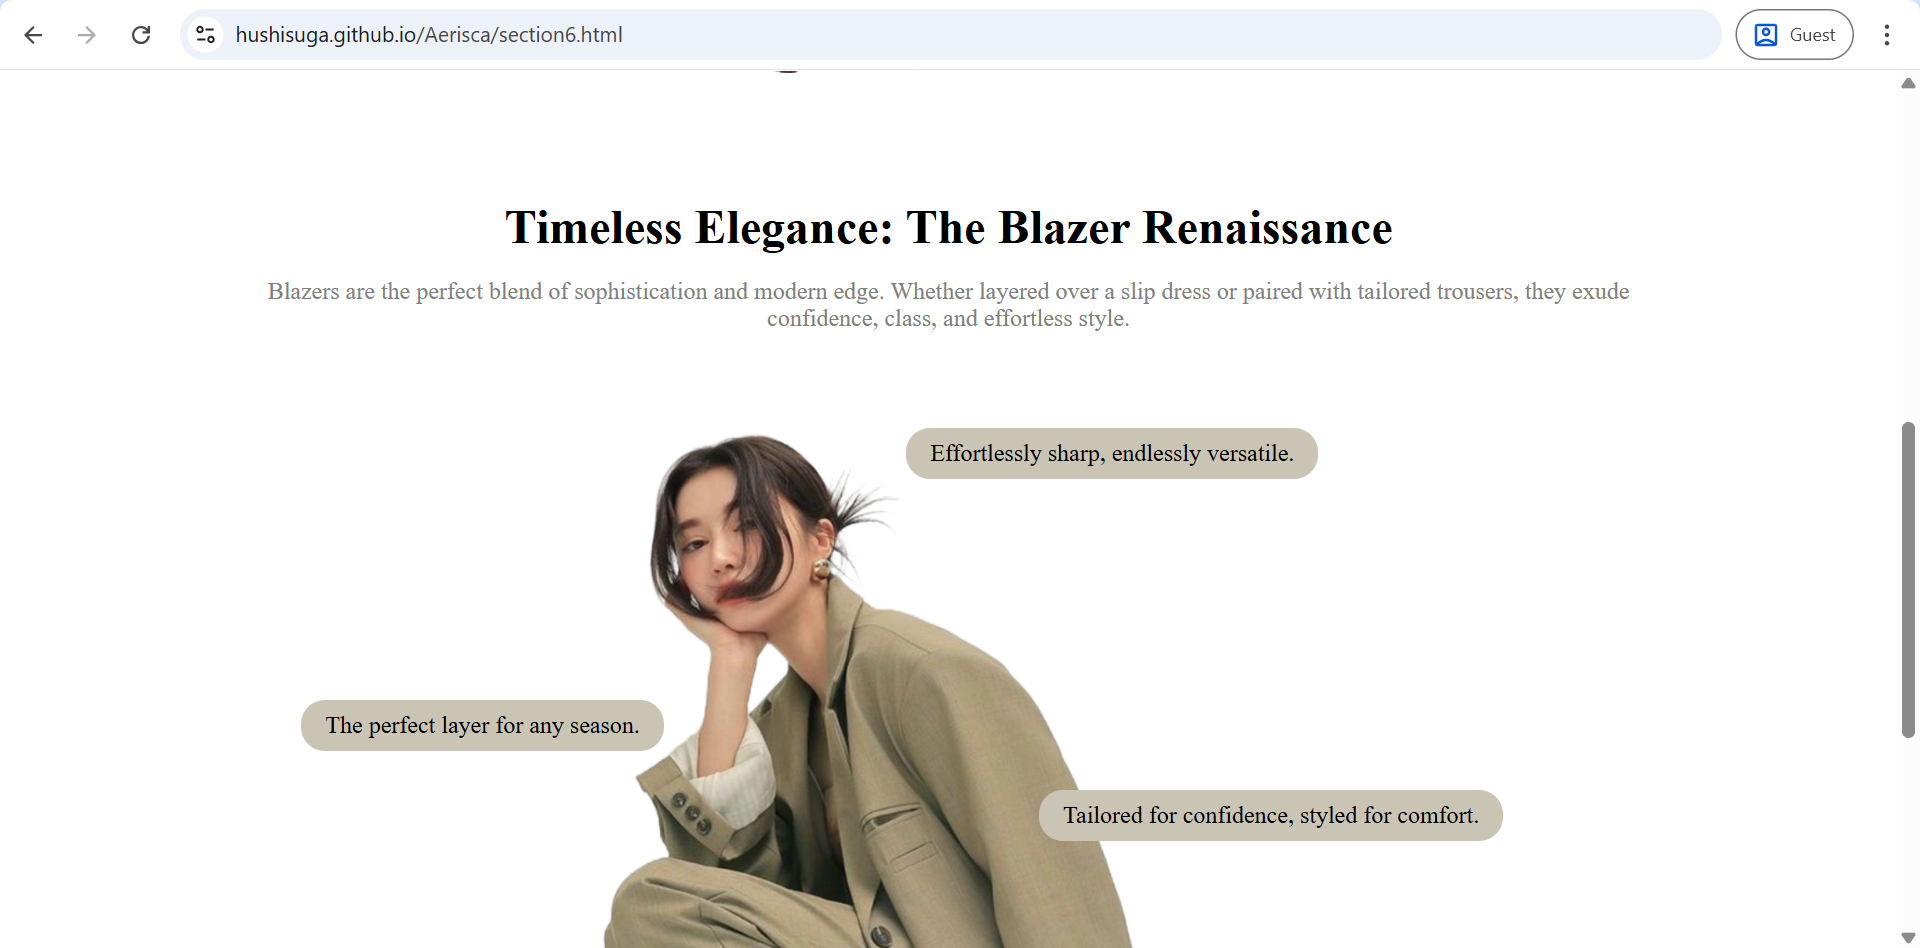 hushisuga.github.io/Aerisca/section6.html
Guest
Timeless Elegance: The Blazer Renaissance
Blazers are the perfect blend of sophistication and modern edge. Whether layered over a slip dress or paired with tailored trousers, they exude
confidence, class, and effortless style.
Effortlessly sharp, endlessly versatile.
The perfect layer for any season.
Tailored for confidence, styled for comfort.